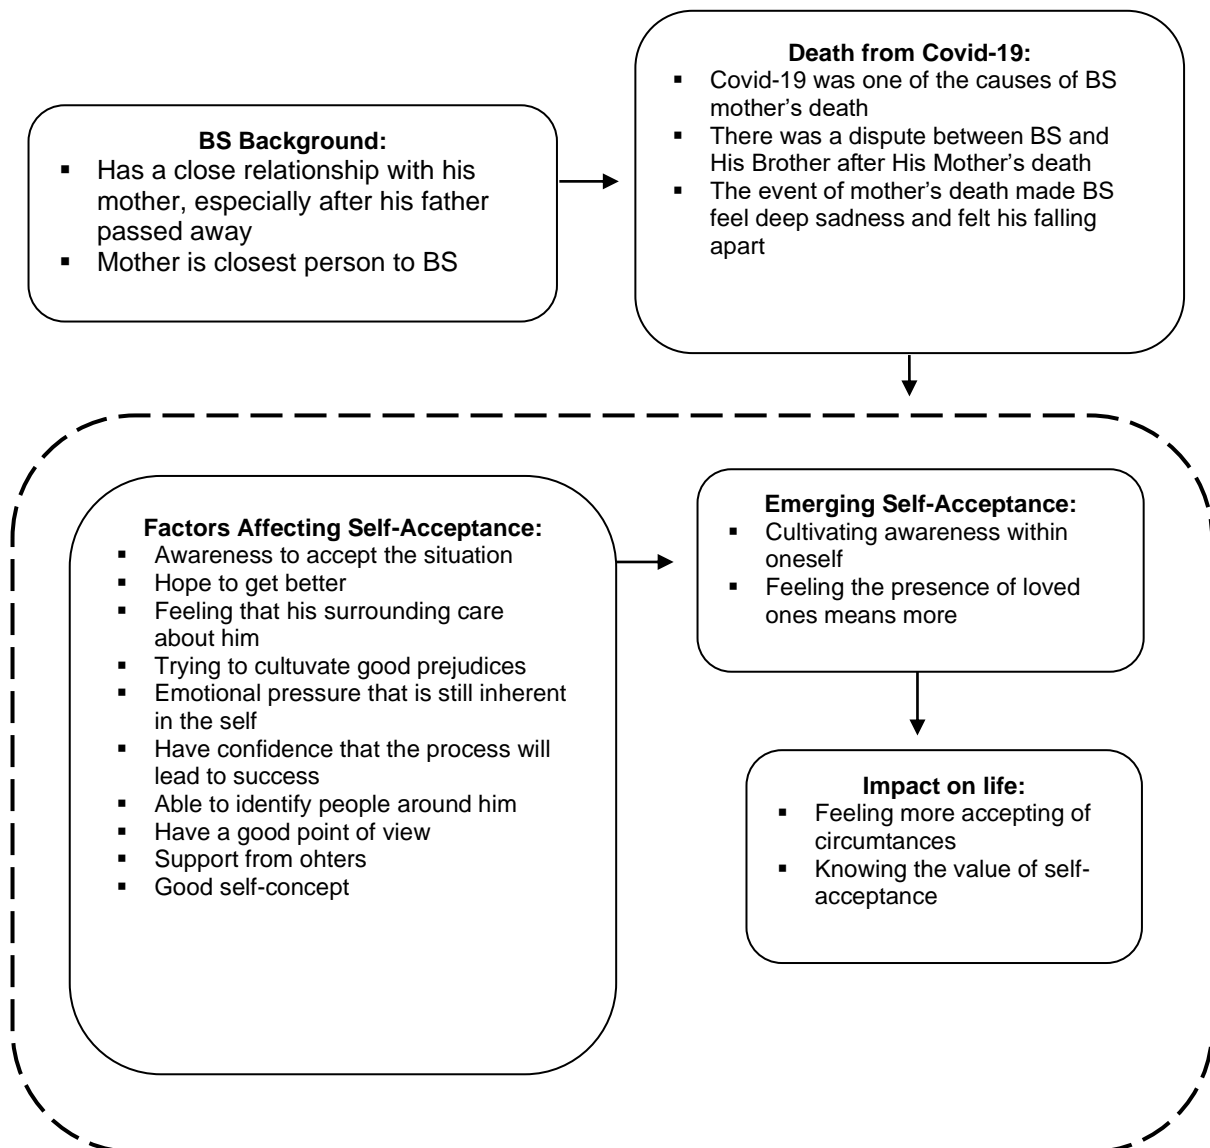 BS Background:
▪ Has a close relationship with his
mother, especially after his father
passed away
▪ Mother is closest person to BS
Death from Covid-19:
▪ Covid-19 was one of the causes of BS
mother’s death
▪ There was a dispute between BS and
His Brother after His Mother’s death
▪ The event of mother’s death made BS
feel deep sadness and felt his falling
apart
Factors Affecting Self-Acceptance:
▪ Awareness to accept the situation
▪ Hope to get better
▪ Feeling that his surrounding care
about him
▪ Trying to cultuvate good prejudices
▪ Emotional pressure that is still inherent
in the self
▪ Have confidence that the process will
lead to success
▪ Able to identify people around him
▪ Have a good point of view
▪ Support from ohters
▪ Good self-concept
Emerging Self-Acceptance:
▪ Cultivating awareness within
oneself
▪ Feeling the presence of loved
ones means more
Impact on life:
▪ Feeling more accepting of
circumtances
▪ Knowing the value of self-
acceptance